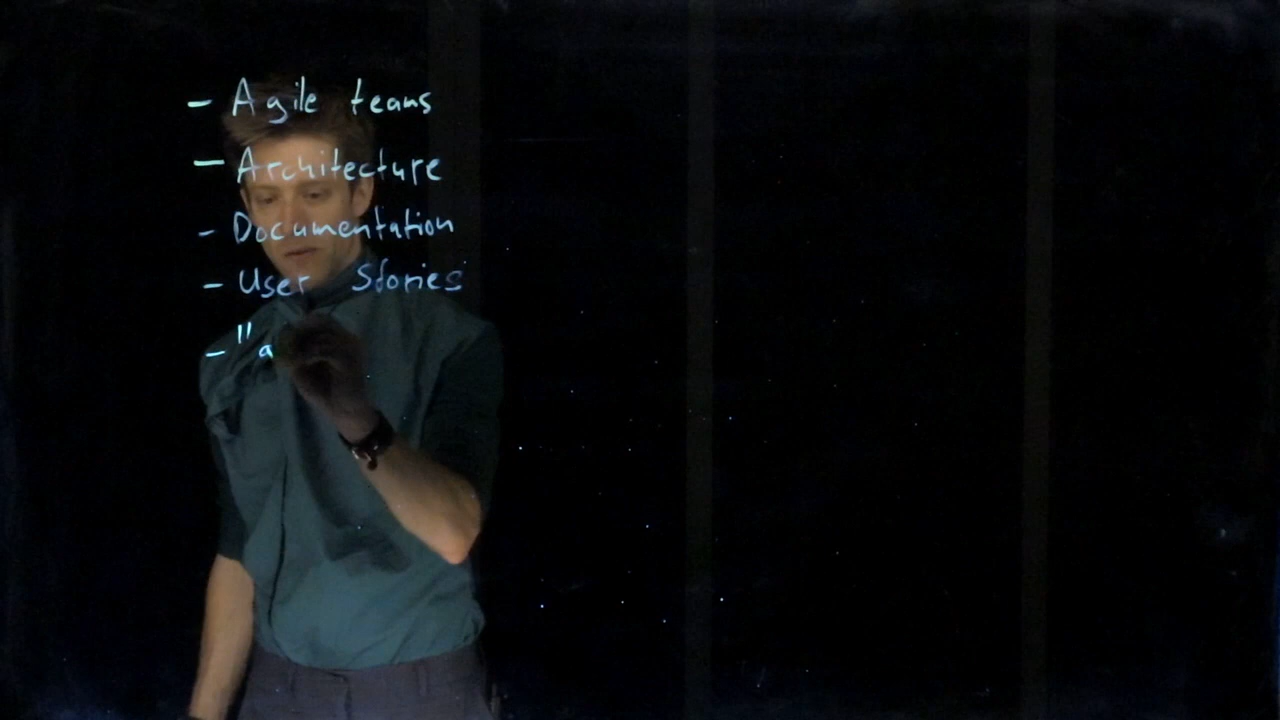 - Agile teams
- Architecture
- Documentation
- User Stories
- "a